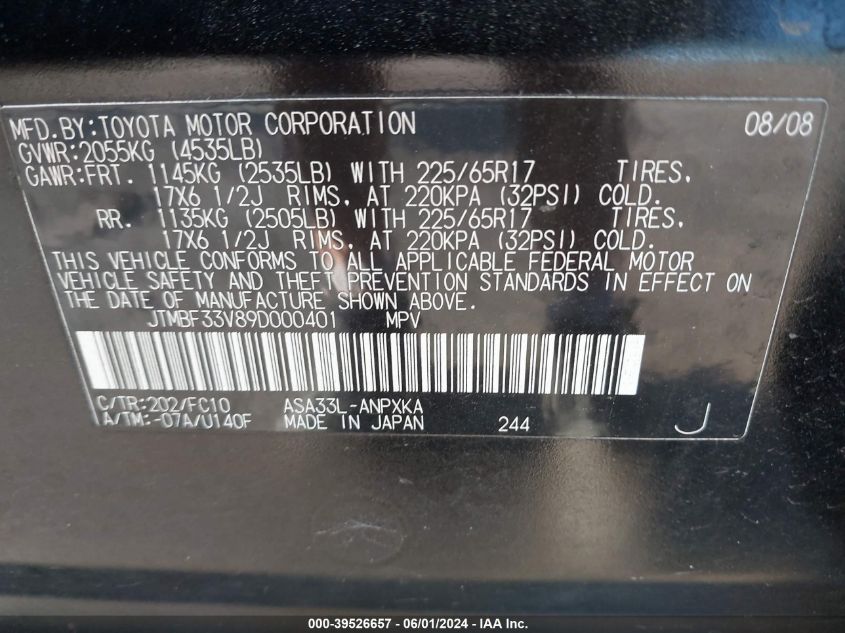 MFD.BY:TOYOTA MOTOR CORPORATION 08/08
GVWR:2055KG (4535LB)
GAWR:FRT. 1145KG (2535LB) WITH 225/65R17 TIRES,
17X6 1/2J RIMS, AT 220KPA (32PSI) COLD.
RR. 1135KG (2505LB) WITH 225/65R17 TIRES,
17X6 1/2J RIMS, AT 220KPA (32PSI) COLD.
THIS VEHICLE CONFORMS TO ALL APPLICABLE FEDERAL MOTOR
VEHICLE SAFETY AND THEFT PREVENTION STANDARDS IN EFFECT ON
THE DATE OF MANUFACTURE SHOWN ABOVE.
JTMBF33V89D000401 MPV
C/TR:202/FC10 ASA33L-ANPXKA
A/TM:-07A/U140F MADE IN JAPAN 244 J
000-39526657 - 06/01/2024 - IAA Inc.